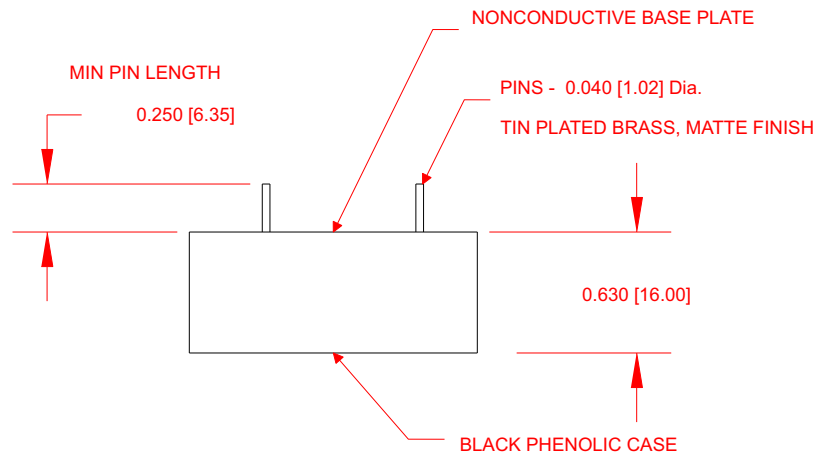 NONCONDUCTIVE BASE PLATE
MIN PIN LENGTH
0.250 [6.35]
PINS - 0.040 [1.02] Dia.
TIN PLATED BRASS, MATTE FINISH
0.630 [16.00]
BLACK PHENOLIC CASE